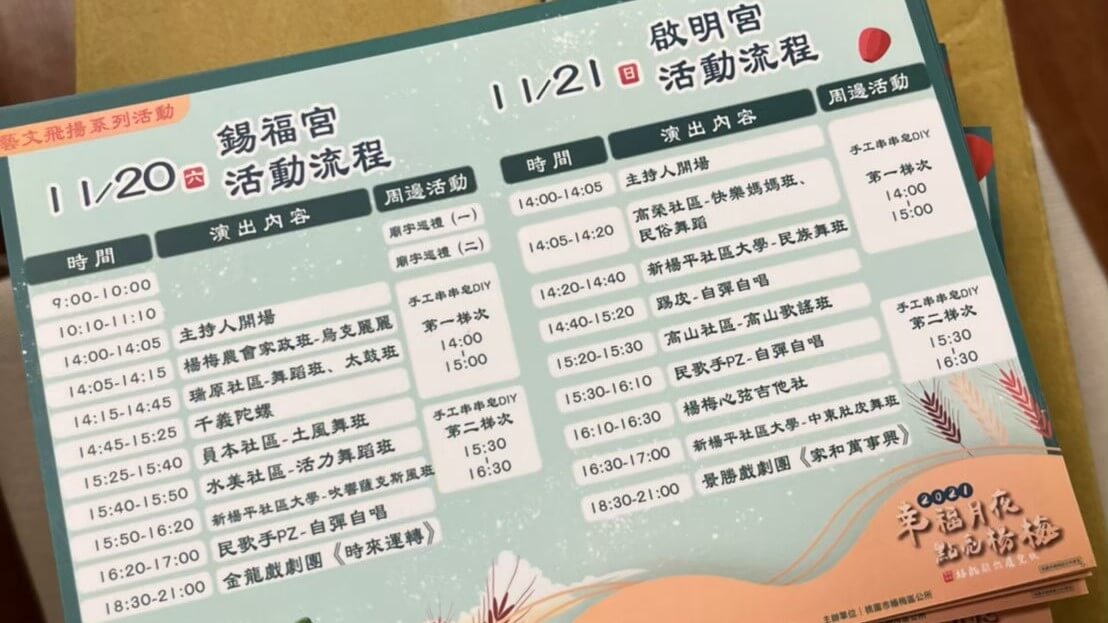 藝文飛揚系列活動
11/20 六
錫福宮
活動流程
時間
演出內容
周邊活動
9:00-10:00
廟宇巡禮（一）
10:10-11:10
廟宇巡禮（二）
14:00-14:05
主持人開場
14:05-14:15
楊梅農會家政班-烏克麗麗
14:15-14:45
瑞原社區-舞蹈班、太鼓班
14:45-15:25
千義陀螺
15:25-15:40
員本社區-土風舞班
15:40-15:50
水美社區-活力舞蹈班
15:50-16:20
新楊平社區大學-吹響薩克斯風班
16:20-17:00
民歌手PZ-自彈自唱
18:30-21:00
金龍戲劇團《時來運轉》
手工串串皂DIY
第一梯次
14:00
-
15:00
手工串串皂DIY
第二梯次
15:30
-
16:30
11/21 日
啟明宮
活動流程
時間
演出內容
周邊活動
14:00-14:05
主持人開場
14:05-14:20
高榮社區-快樂媽媽班、
民俗舞蹈
14:20-14:40
新楊平社區大學-民族舞班
14:40-15:20
踢皮-自彈自唱
15:20-15:30
高山社區-高山歌謠班
15:30-16:10
民歌手PZ-自彈自唱
16:10-16:30
楊梅心弦吉他社
16:30-17:00
新楊平社區大學-中東肚皮舞班
18:30-21:00
景勝戲劇團《家和萬事興》
手工串串皂DIY
第一梯次
14:00
-
15:00
手工串串皂DIY
第二梯次
15:30
-
16:30
2021
幸福月夜
點亮楊梅
主辦單位｜桃園市楊梅區公所